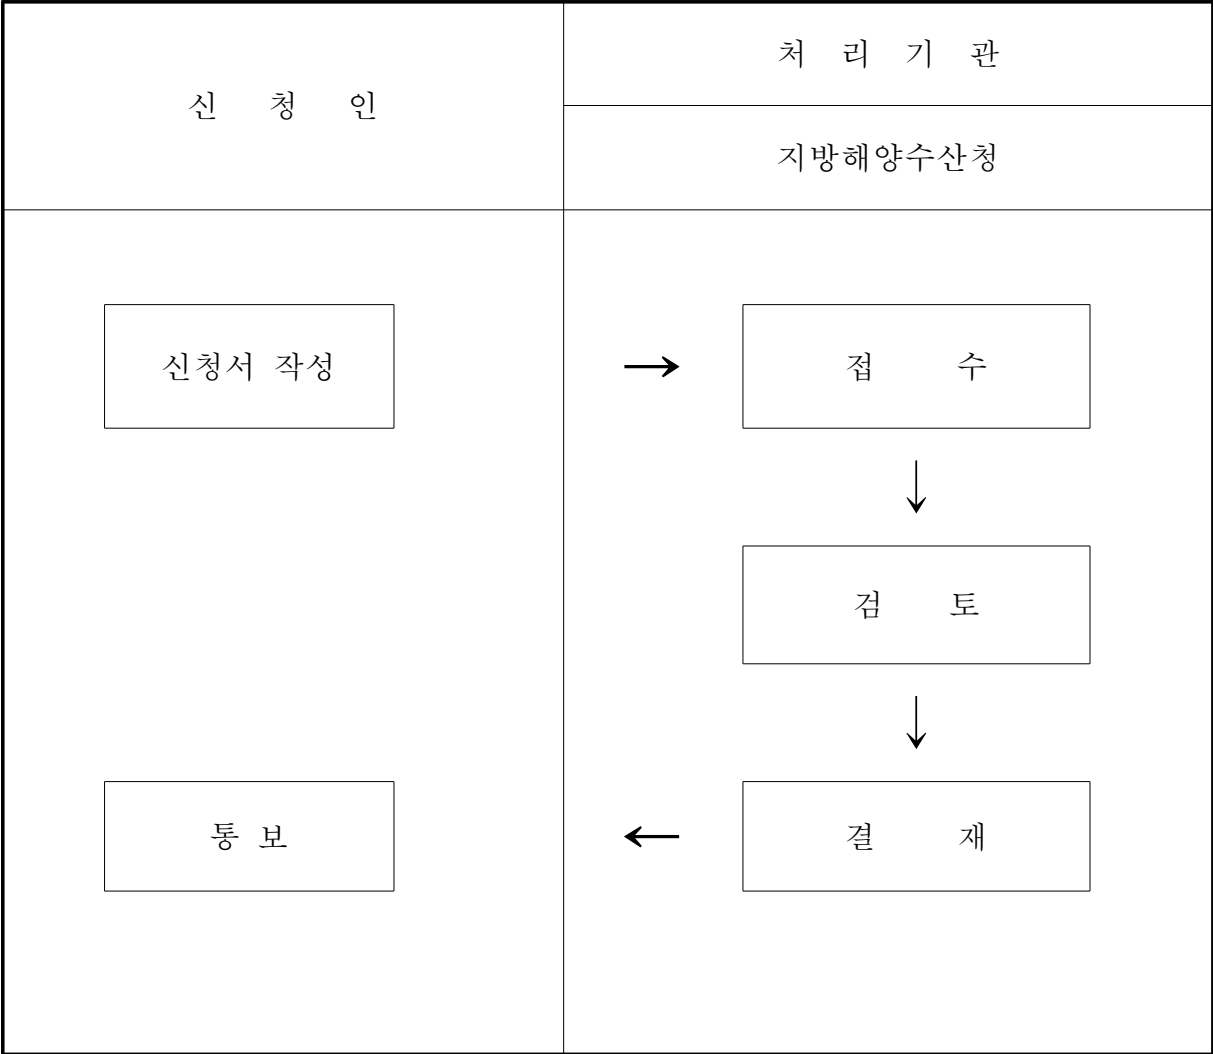 신 청 인
처 리 기 관
지방해양수산청
신청서 작성 → 접 수
↓
검 토
↓
통 보 ← 결 재